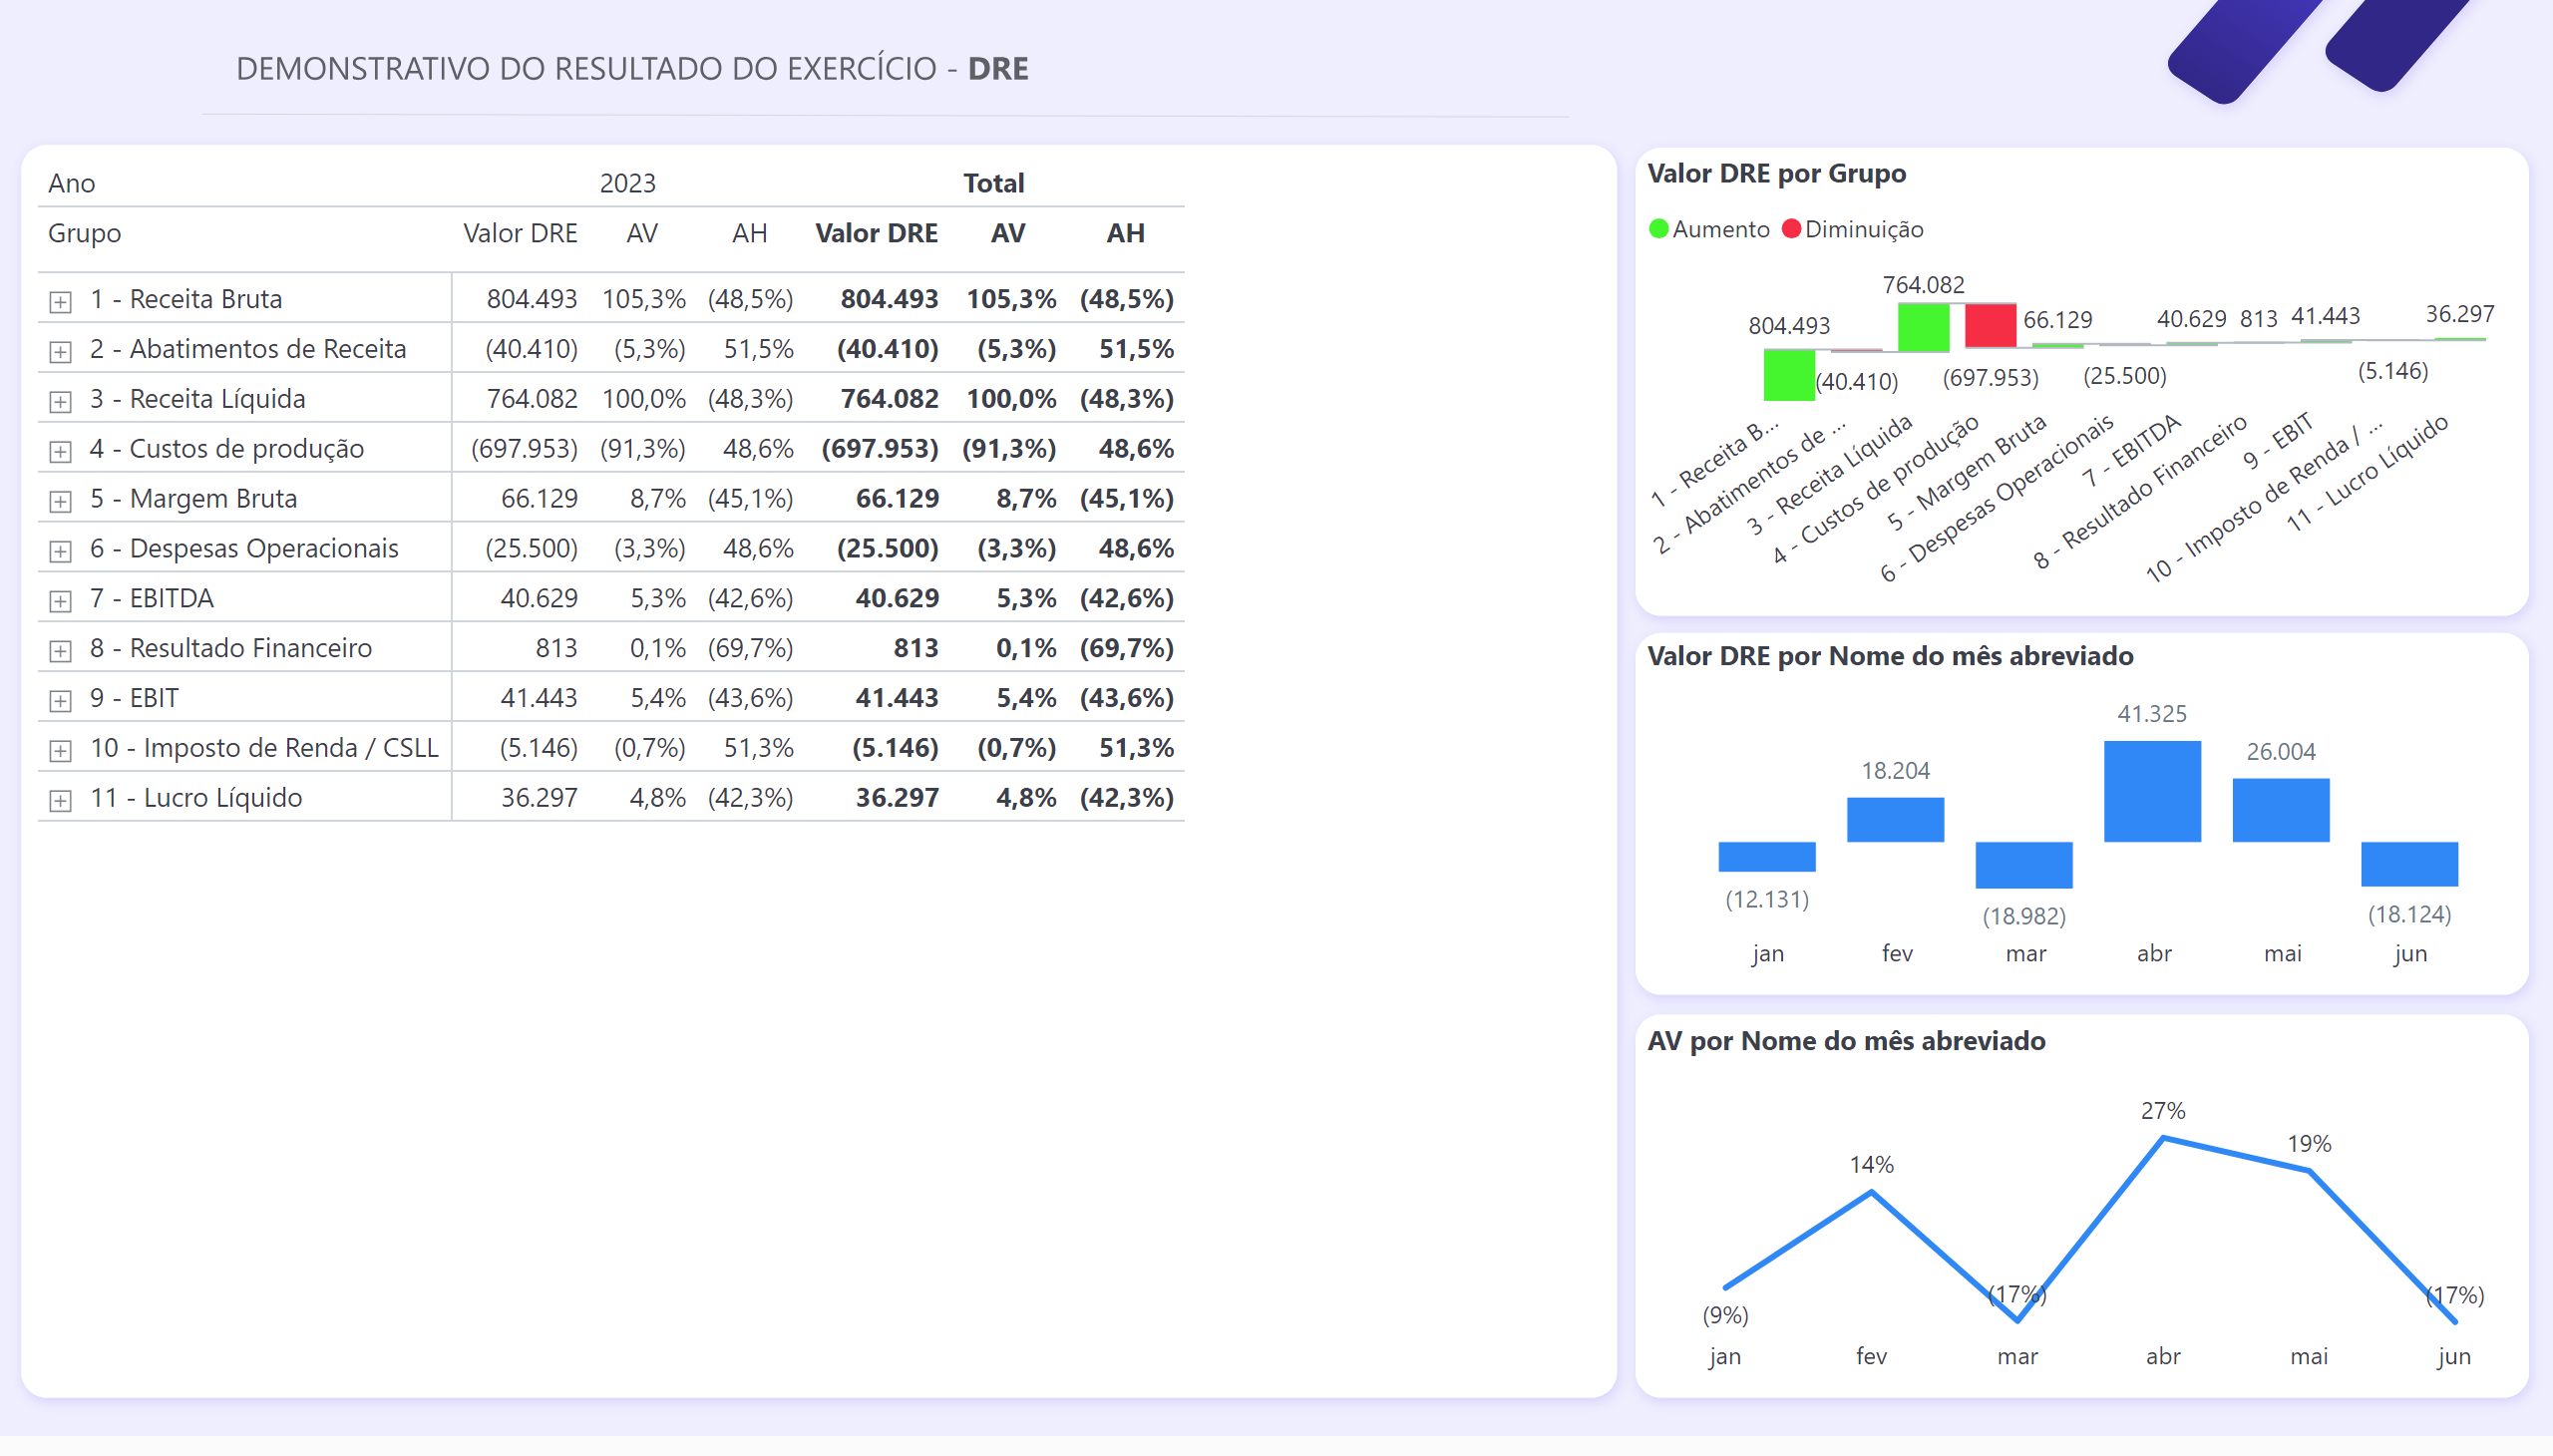 DEMONSTRATIVO DO RESULTADO DO EXERCÍCIO - DRE
Ano 2023 Total
Grupo Valor DRE AV AH Valor DRE AV AH
1 - Receita Bruta 804.493 105,3% (48,5%) 804.493 105,3% (48,5%)
2 - Abatimentos de Receita (40.410) (5,3%) 51,5% (40.410) (5,3%) 51,5%
3 - Receita Líquida 764.082 100,0% (48,3%) 764.082 100,0% (48,3%)
4 - Custos de produção (697.953) (91,3%) 48,6% (697.953) (91,3%) 48,6%
5 - Margem Bruta 66.129 8,7% (45,1%) 66.129 8,7% (45,1%)
6 - Despesas Operacionais (25.500) (3,3%) 48,6% (25.500) (3,3%) 48,6%
7 - EBITDA 40.629 5,3% (42,6%) 40.629 5,3% (42,6%)
8 - Resultado Financeiro 813 0,1% (69,7%) 813 0,1% (69,7%)
9 - EBIT 41.443 5,4% (43,6%) 41.443 5,4% (43,6%)
10 - Imposto de Renda / CSLL (5.146) (0,7%) 51,3% (5.146) (0,7%) 51,3%
11 - Lucro Líquido 36.297 4,8% (42,3%) 36.297 4,8% (42,3%)
Valor DRE por Grupo
Aumento Diminuição
804.493
(40.410)
764.082
(697.953)
66.129
(25.500)
40.629
813
41.443
(5.146)
36.297
1 - Receita B...
2 - Abatimentos de ...
3 - Receita Líquida
4 - Custos de produção
5 - Margem Bruta
6 - Despesas Operacionais
7 - EBITDA
8 - Resultado Financeiro
9 - EBIT
10 - Imposto de Renda / ...
11 - Lucro Líquido
Valor DRE por Nome do mês abreviado
(12.131) 18.204 (18.982) 41.325 26.004 (18.124)
jan fev mar abr mai jun
AV por Nome do mês abreviado
(9%) 14% (17%) 27% 19% (17%)
jan fev mar abr mai jun